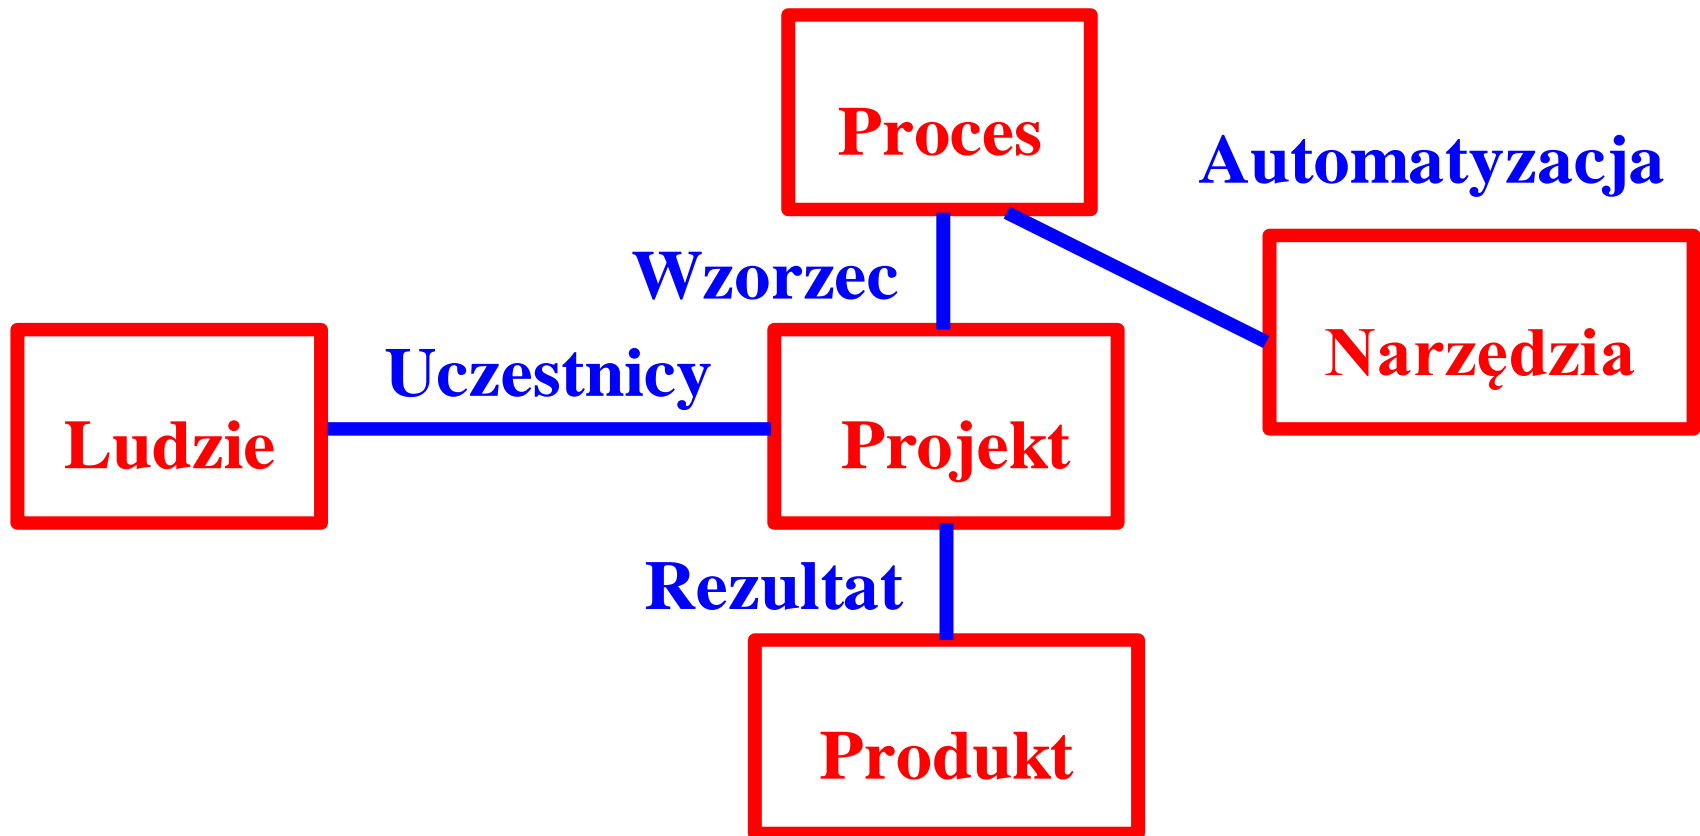 Proces
Automatyzacja
Wzorzec
Narzędzia
Uczestnicy
Ludzie
Projekt
Rezultat
Produkt